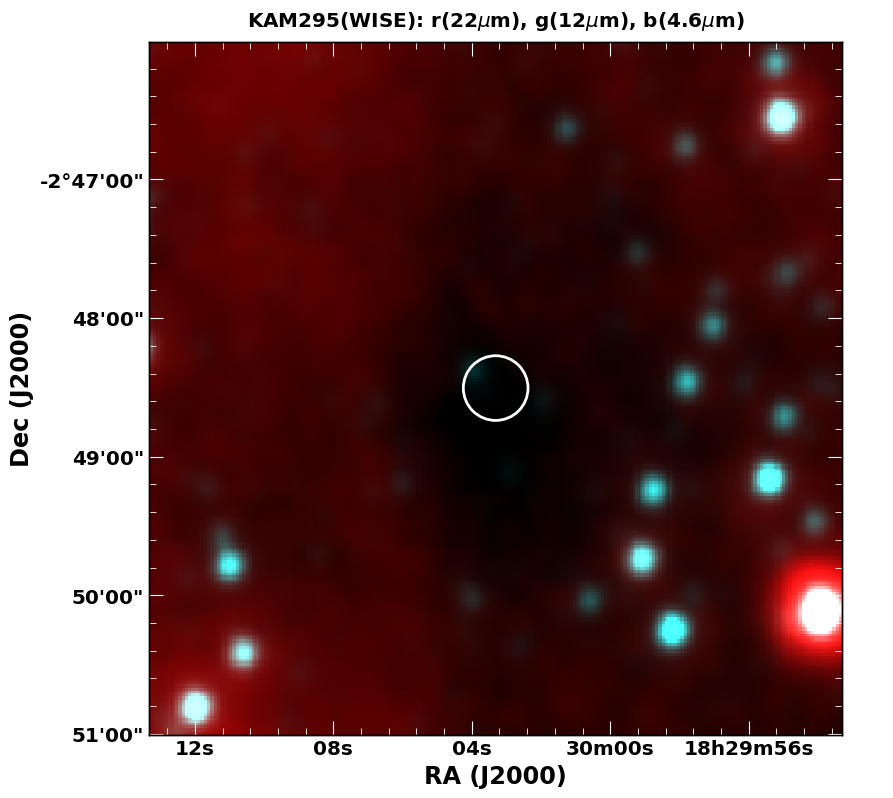 KAM295(WISE): r(22μm), g(12μm), b(4.6μm)
-2°47'00"
48'00"
49'00"
50'00"
51'00"
Dec (J2000)
12s 08s 04s 30m00s 18h29m56s
RA (J2000)